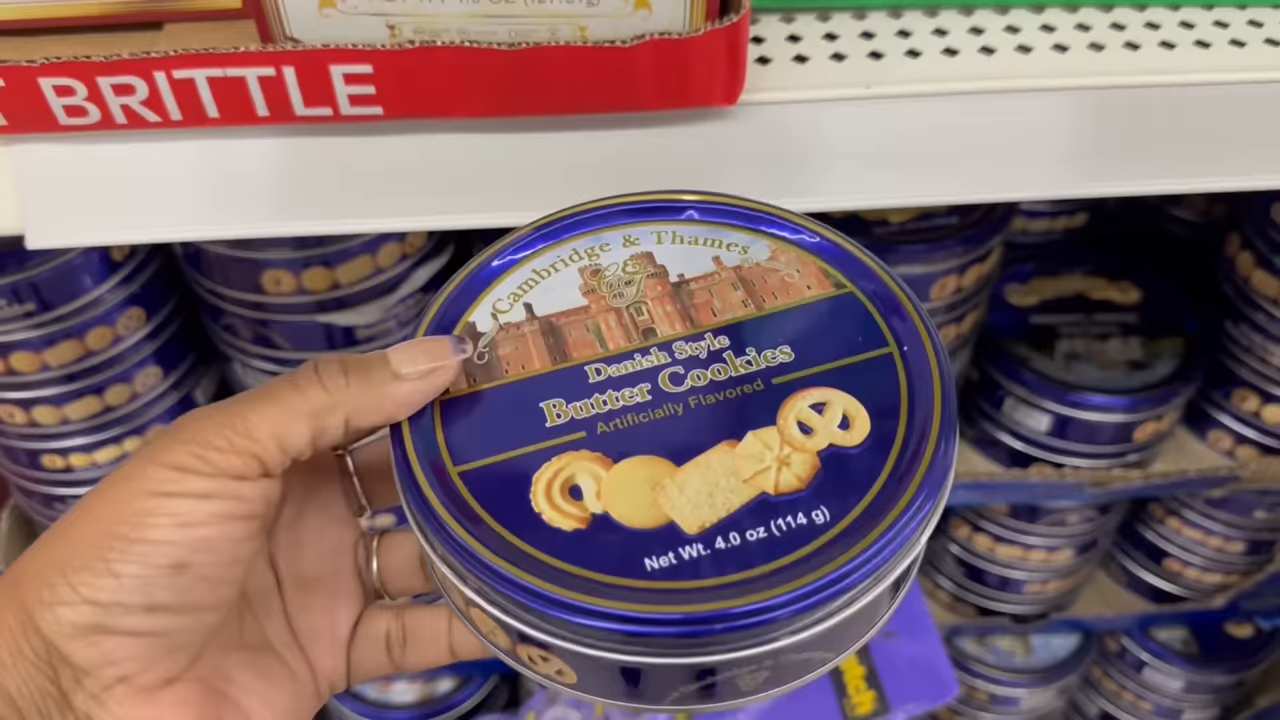 BRITTLE
Cambridge & Thames
C&T
Danish Style
Butter Cookies
Artificially Flavored
Net Wt. 4.0 oz (114 g)